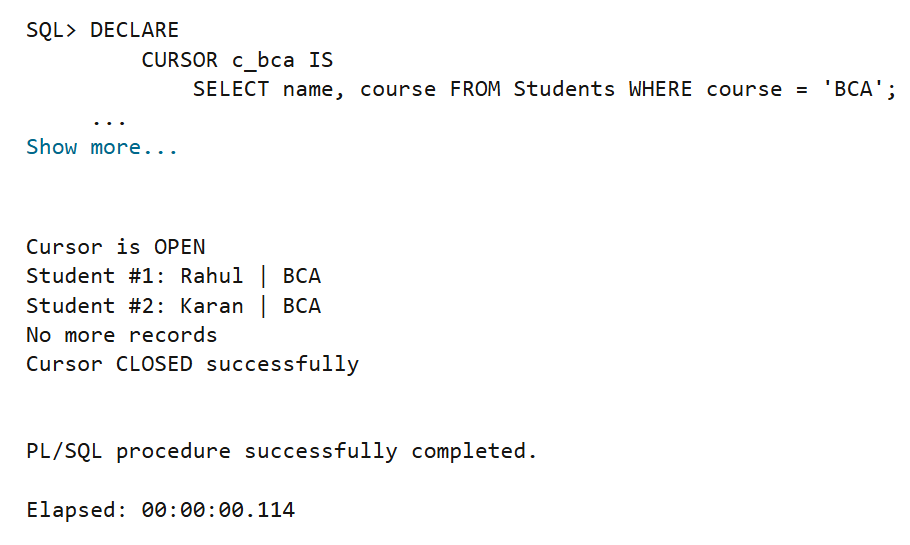 SQL> DECLARE
CURSOR c_bca IS
SELECT name, course FROM Students WHERE course = 'BCA';
...
Show more...
Cursor is OPEN
Student #1: Rahul | BCA
Student #2: Karan | BCA
No more records
Cursor CLOSED successfully
PL/SQL procedure successfully completed.
Elapsed: 00:00:00.114